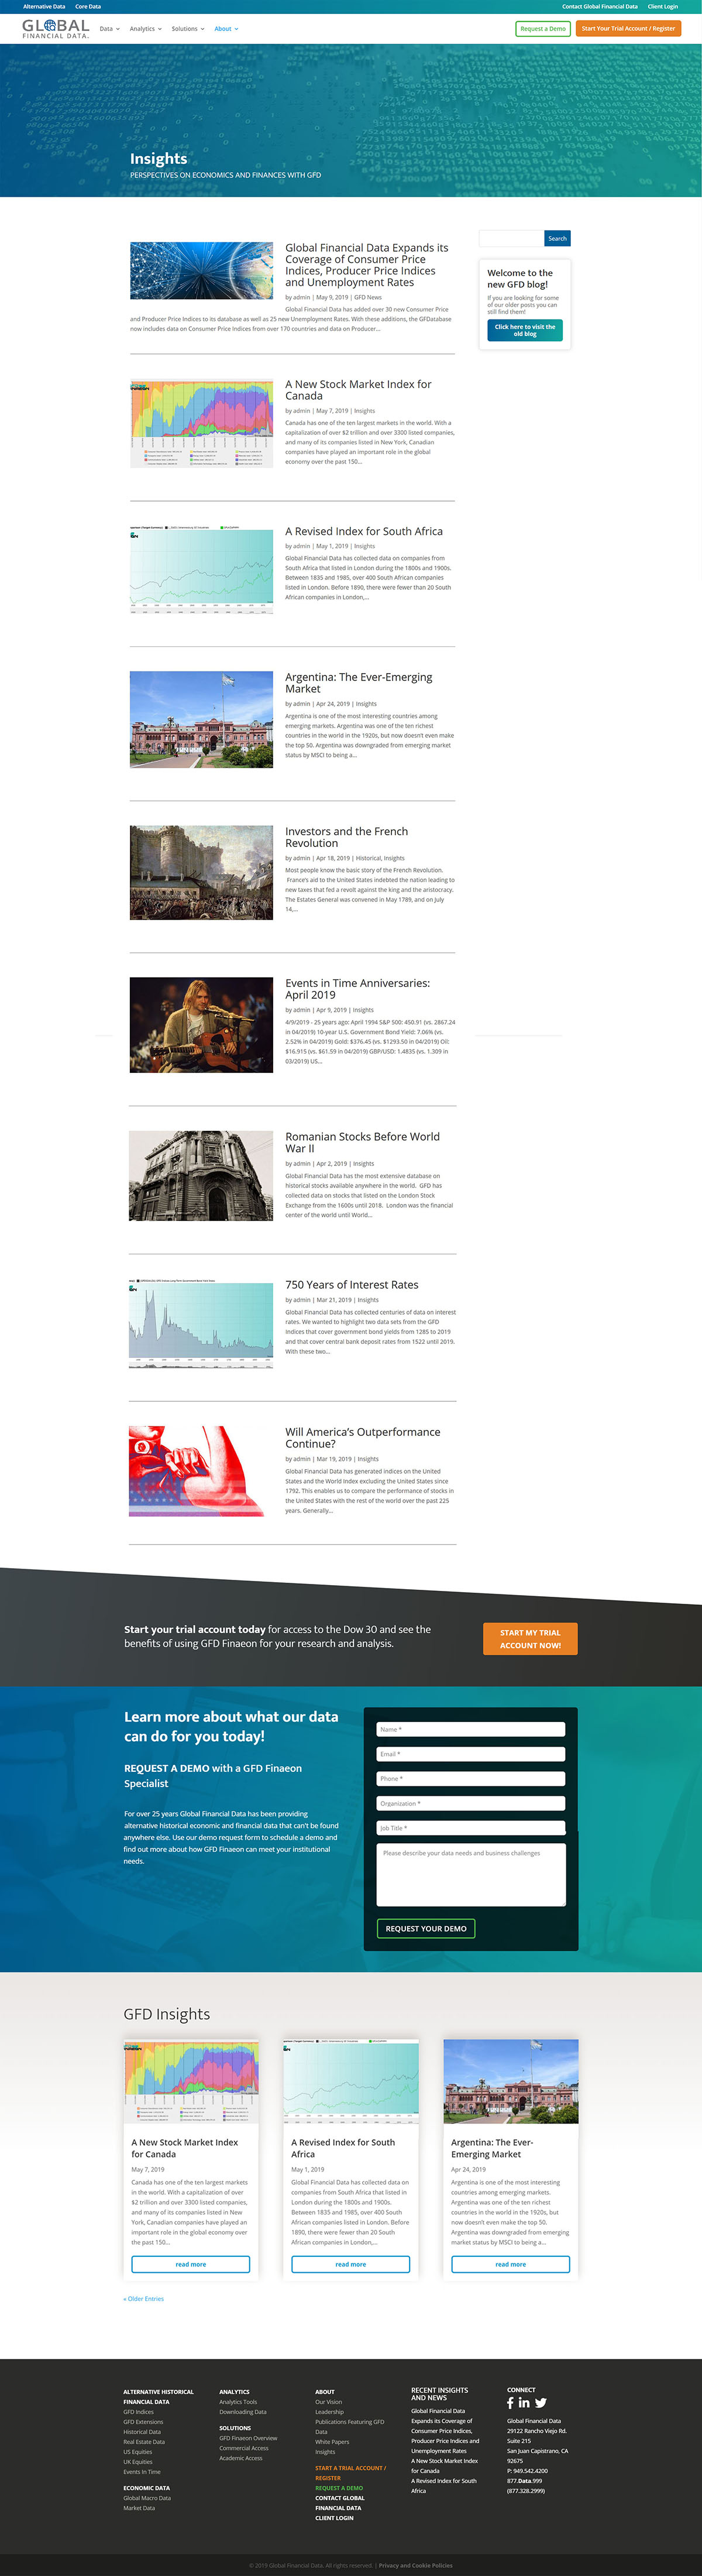 Alternative Data Core Data Contact Global Financial Data Client Login
GLOBAL
FINANCIAL DATA.
Data Analytics Solutions About Request a Demo Start Your Trial Account / Register
Insights
PERSPECTIVES ON ECONOMICS AND FINANCES WITH GFD
Search
Welcome to the
new GFD blog!
If you are looking for some
of our older posts you can
still find them!
Click here to visit the
old blog
Global Financial Data Expands its
Coverage of Consumer Price
Indices, Producer Price Indices
and Unemployment Rates
by admin | May 9, 2019 | GFD News
Global Financial Data has added over 30 new Consumer Price
and Producer Price Indices to its database as well as 25 new Unemployment Rates. With these additions, the GFDatabase
now includes data on Consumer Price Indices from over 170 countries and data on Producer...
A New Stock Market Index for
Canada
by admin | May 7, 2019 | Insights
Canada has one of the ten largest markets in the world. With a
capitalization of over $2 trillion and over 3300 listed companies,
and many of its companies listed in New York, Canadian
companies have played an important role in the global
economy over the past 150...
A Revised Index for South Africa
by admin | May 1, 2019 | Insights
Global Financial Data has collected data on companies from
South Africa that listed in London during the 1800s and 1900s.
Between 1835 and 1985, over 400 South African companies
listed in London. Before 1890, there were fewer than 20 South
African companies in London,...
Argentina: The Ever-Emerging
Market
by admin | Apr 24, 2019 | Insights
Argentina is one of the most interesting countries among
emerging markets. Argentina was one of the ten richest
countries in the world in the 1920s, but now doesn't even make
the top 50. Argentina was downgraded from emerging market
status by MSCI to being a...
Investors and the French
Revolution
by admin | Apr 18, 2019 | Historical, Insights
Most people know the basic story of the French Revolution.
France's aid to the United States indebted the nation leading to
new taxes that fed a revolt against the king and the aristocracy.
The Estates General was convened in May 1789, and on July
14,...
Events in Time Anniversaries:
April 2019
by admin | Apr 9, 2019 | Insights
4/9/2019 - 25 years ago: April 1994 S&P 500: 450.91 (vs. 2867.24
in 04/2019) 10-year U.S. Government Bond Yield: 7.06% (vs.
2.52% in 04/2019) Gold: $376.45 (vs. $1293.50 in 04/2019) Oil:
$16.915 (vs. $61.59 in 04/2019) GBP/USD: 1.4835 (vs. 1.309 in
03/2019) US...
Romanian Stocks Before World
War II
by admin | Apr 2, 2019 | Insights
Global Financial Data has the most extensive database on
historical stocks available anywhere in the world. GFD has
collected data on stocks that listed on the London Stock
Exchange from the 1600s until 2018. London was the financial
center of the world until World...
750 Years of Interest Rates
by admin | Mar 21, 2019 | Insights
Global Financial Data has collected centuries of data on interest
rates. We wanted to highlight two data sets from the GFD
Indices that cover government bond yields from 1285 to 2019
and that cover central bank deposit rates from 1522 until 2019.
With these two...
Will America's Outperformance
Continue?
by admin | Mar 19, 2019 | Insights
Global Financial Data has generated indices on the United
States and the World Index excluding the United States since
1792. This enables us to compare the performance of stocks in
the United States with the rest of the world over the past 225
years. Generally...
Start your trial account today for access to the Dow 30 and see the
benefits of using GFD Finaeon for your research and analysis.
START MY TRIAL
ACCOUNT NOW!
Learn more about what our data
can do for you today!
REQUEST A DEMO with a GFD Finaeon
Specialist
For over 25 years Global Financial Data has been providing
alternative historical economic and financial data that can't be found
anywhere else. Use our demo request form to schedule a demo and
find out more about how GFD Finaeon can meet your institutional
needs.
Name *
Email *
Phone *
Organization *
Job Title *
Please describe your data needs and business challenges
REQUEST YOUR DEMO
GFD Insights
A New Stock Market Index
for Canada
May 7, 2019
Canada has one of the ten largest markets
in the world. With a capitalization of over
$2 trillion and over 3300 listed companies,
and many of its companies listed in New
York, Canadian companies have played an
important role in the global economy over
the past 150...
read more
A Revised Index for South
Africa
May 1, 2019
Global Financial Data has collected data on
companies from South Africa that listed in
London during the 1800s and 1900s.
Between 1835 and 1985, over 400 South
African companies listed in London. Before
1890, there were fewer than 20 South
African companies in London,...
read more
Argentina: The Ever-
Emerging Market
Apr 24, 2019
Argentina is one of the most interesting
countries among emerging markets.
Argentina was one of the ten richest
countries in the world in the 1920s, but
now doesn't even make the top 50.
Argentina was downgraded from emerging
market status by MSCI to being a...
read more
« Older Entries
ALTERNATIVE HISTORICAL
FINANCIAL DATA
GFD Indices
GFD Extensions
Historical Data
Real Estate Data
US Equities
UK Equities
Events In Time
ECONOMIC DATA
Global Macro Data
Market Data
ANALYTICS
Analytics Tools
Downloading Data
SOLUTIONS
GFD Finaeon Overview
Commercial Access
Academic Access
ABOUT
Our Vision
Leadership
Publications Featuring GFD
Data
White Papers
Insights
START A TRIAL ACCOUNT /
REGISTER
REQUEST A DEMO
CONTACT GLOBAL
FINANCIAL DATA
CLIENT LOGIN
RECENT INSIGHTS
AND NEWS
Global Financial Data
Expands its Coverage of
Consumer Price Indices,
Producer Price Indices and
Unemployment Rates
A New Stock Market Index
for Canada
A Revised Index for South
Africa
CONNECT
Global Financial Data
29122 Rancho Viejo Rd.
Suite 215
San Juan Capistrano, CA
92675
P: 949.542.4200
877.Data.999
(877.328.2999)
© 2019 Global Financial Data. All rights reserved. | Privacy and Cookie Policies